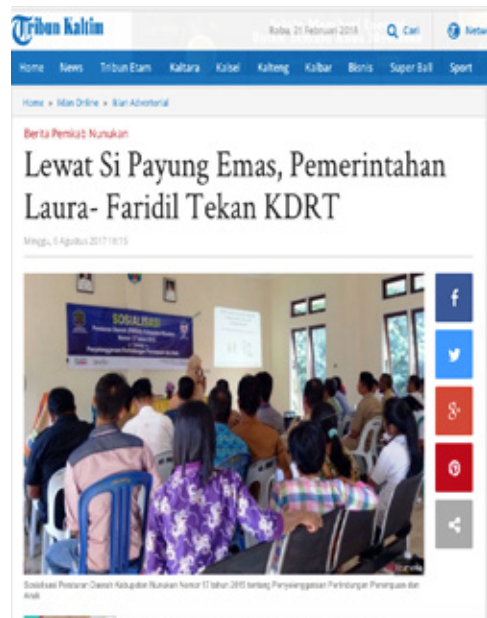 Tribun Kaltim
Rabu, 21 Februari 2018
Cari
Home News Tribun Etam Kaltara Kalsel Kalteng Kalbar Bisnis Super Ball Sport
Home » Iklan Online » Iklan Advertorial
Berita Pemkab Nunukan
Lewat Si Payung Emas, Pemerintahan
Laura- Faridil Tekan KDRT
Minggu, 6 Agustus 2017 18:15
SOSIALISASI
Sosialisasi Peraturan Daerah Kabupaten Nunukan Nomor 17 tahun 2015 tentang Penyelenggaraan Perlindungan Perempuan dan
Anak